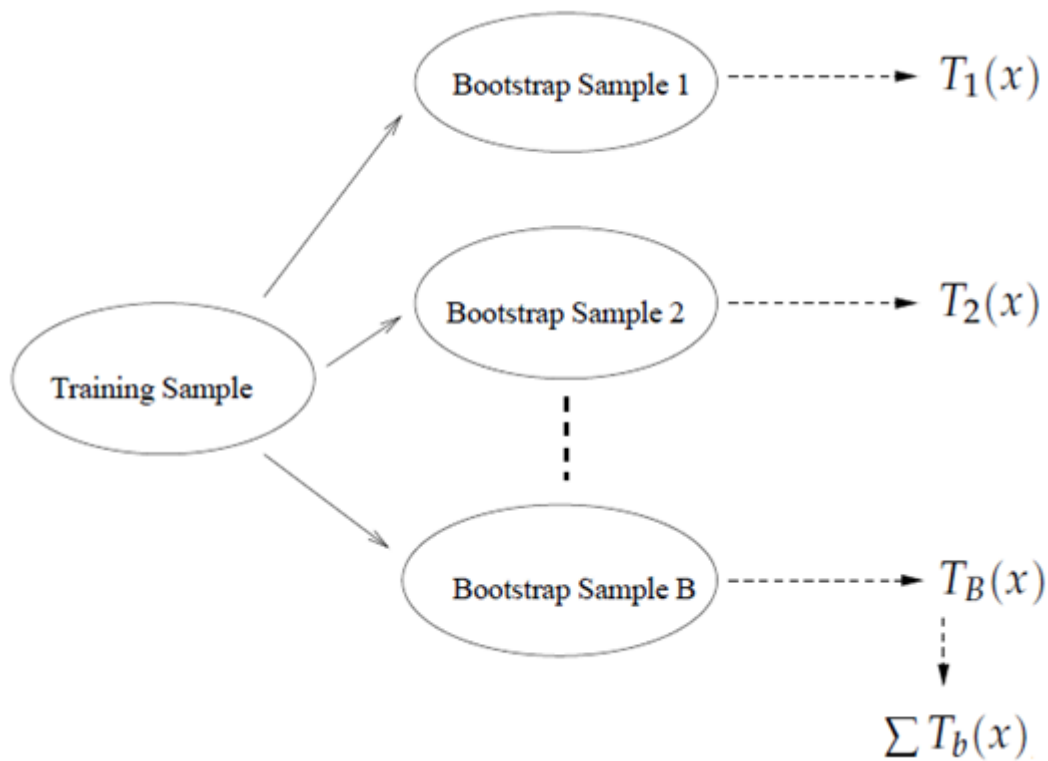 Bootstrap Sample 1
T₁(x)
Bootstrap Sample 2
T₂(x)
Training Sample
Bootstrap Sample B
T_B(x)
∑ T_b(x)